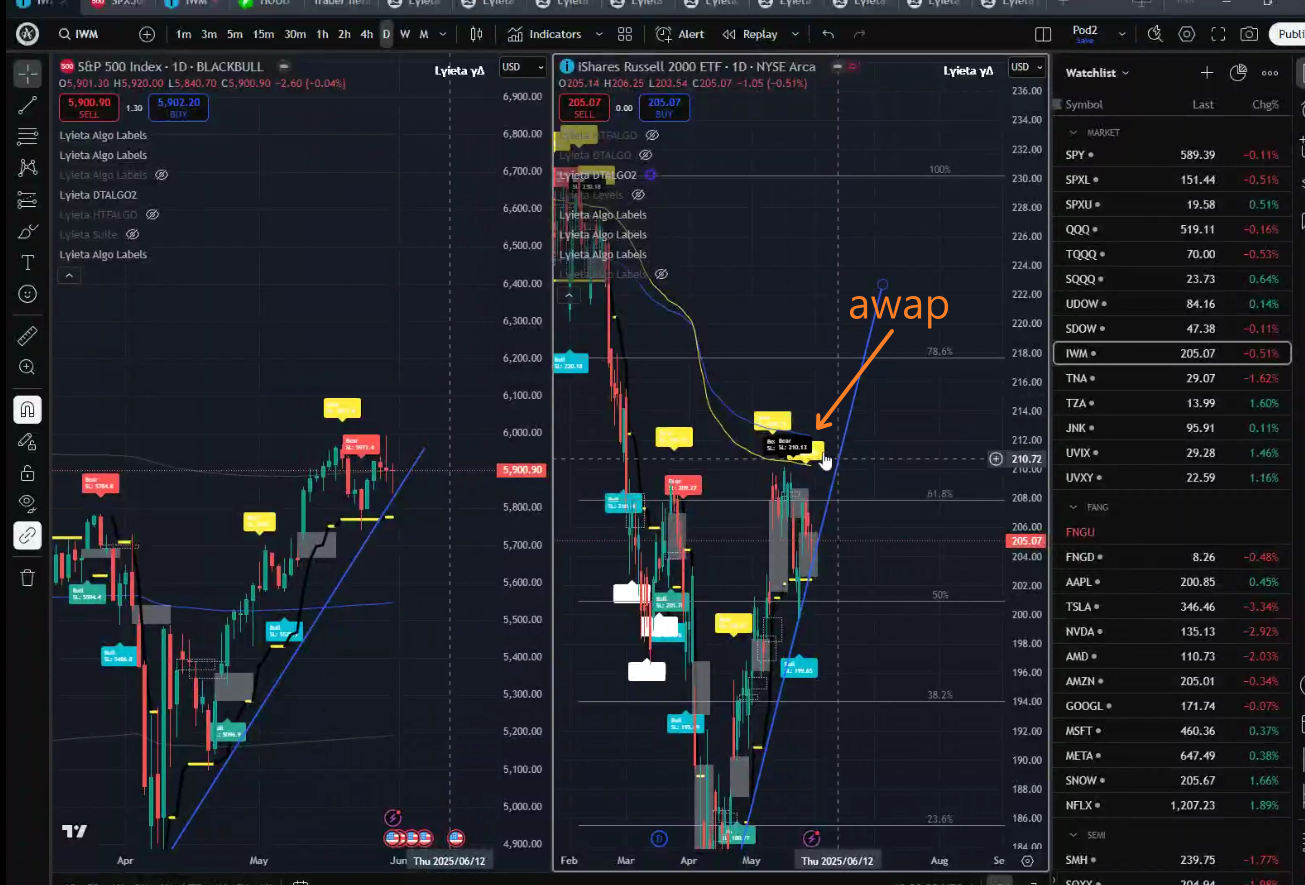 IWM
1m 3m 5m 15m 30m 1h 2h 4h D W M
Indicators
Alert
Replay
Pod2
Save
Publi
S&P 500 Index · 1D · BLACKBULL
Lyieta γΔ
USD
O5,901.30 H5,920.00 L5,840.70 C5,900.90 −2.60 (−0.04%)
5,900.90
SELL
1.30
5,902.20
BUY
Lyieta Algo Labels
Lyieta Algo Labels
Lyieta Algo Labels
Lyieta DTALGO2
Lyieta HTFALGO
Lyieta Suite
Lyieta Algo Labels
6,900.00
6,800.00
6,700.00
6,600.00
6,500.00
6,400.00
6,300.00
6,200.00
6,100.00
6,000.00
5,900.90
5,800.00
5,700.00
5,600.00
5,500.00
5,400.00
5,300.00
5,200.00
5,100.00
5,000.00
4,900.00
Apr
May
Jun
Thu 2025/06/12
iShares Russell 2000 ETF · 1D · NYSE Arca
Lyieta γΔ
USD
O205.14 H206.25 L203.54 C205.07 −1.05 (−0.51%)
205.07
SELL
0.00
205.07
BUY
Lyieta HTFALGO
Lyieta DTALGO
Lyieta DTALGO2
Lyieta Levels
Lyieta Algo Labels
Lyieta Algo Labels
Lyieta Algo Labels
Lyieta Algo Labels
awap
100%
78.6%
61.8%
50%
38.2%
23.6%
Bear
SL: 210.13
236.00
234.00
232.00
230.00
228.00
226.00
224.00
222.00
220.00
218.00
216.00
214.00
212.00
210.72
210.00
208.00
206.00
205.07
204.00
202.00
200.00
198.00
196.00
194.00
192.00
190.00
188.00
186.00
184.00
Feb
Mar
Apr
May
Thu 2025/06/12
Aug
Se
Watchlist
Symbol Last Chg%
MARKET
SPY 589.39 −0.11%
SPXL 151.44 −0.51%
SPXU 19.58 0.51%
QQQ 519.11 −0.16%
TQQQ 70.00 −0.53%
SQQQ 23.73 0.64%
UDOW 84.16 0.14%
SDOW 47.38 −0.11%
IWM 205.07 −0.51%
TNA 29.07 −1.62%
TZA 13.99 1.60%
JNK 95.91 0.11%
UVIX 29.28 1.46%
UVXY 22.59 1.16%
FANG
FNGU
FNGD 8.26 −0.48%
AAPL 200.85 0.45%
TSLA 346.46 −3.34%
NVDA 135.13 −2.92%
AMD 110.73 −2.03%
AMZN 205.01 −0.34%
GOOGL 171.74 −0.07%
MSFT 460.36 0.37%
META 647.49 0.38%
SNOW 205.67 1.66%
NFLX 1,207.23 1.89%
SEMI
SMH 239.75 −1.77%